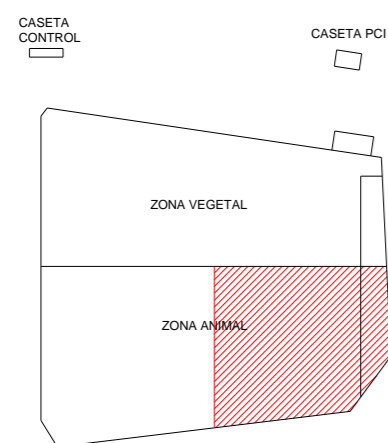 CASETA
CONTROL
CASETA PCI
ZONA VEGETAL
ZONA ANIMAL